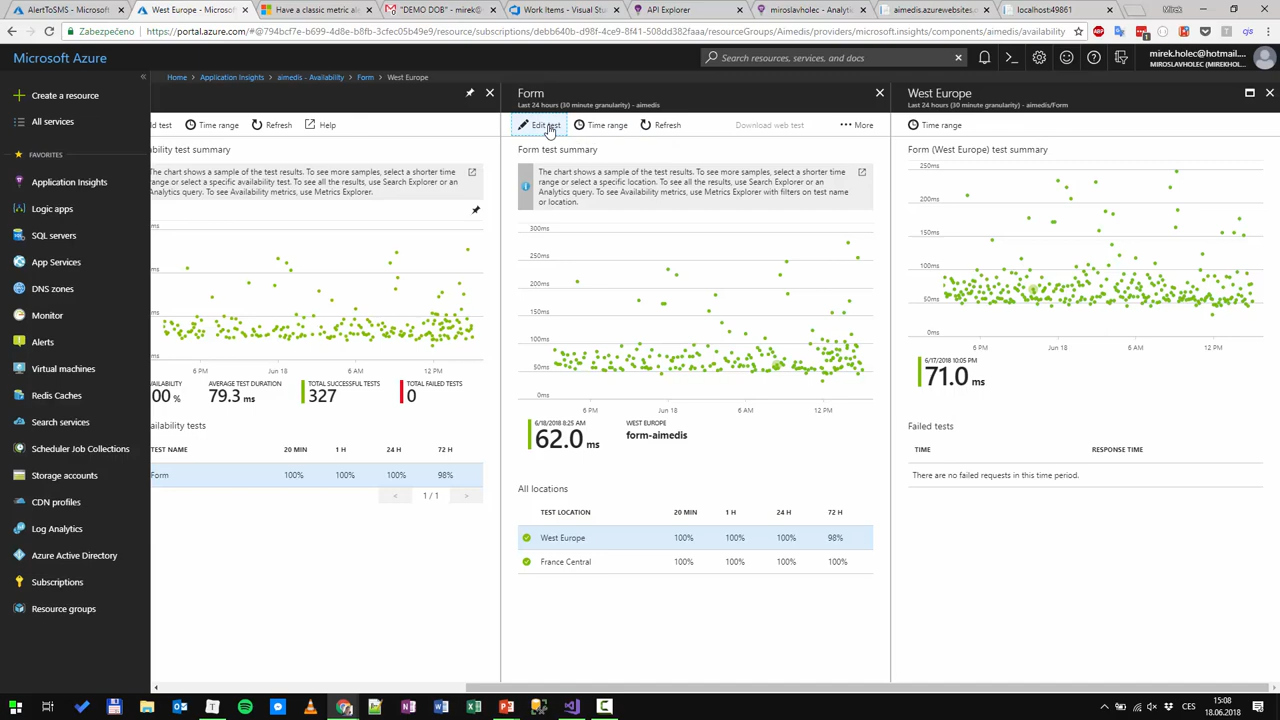 AlertToSMS - Microsoft A
West Europe - Microsoft
Have a classic metric ale
"DEMO DOB" - mirek@
Work Items - Visual Stu
API Explorer
miroslavholec - Analytic
aimedis.azurewebsites.
localhost:49861
Zabezpečeno
https://portal.azure.com/#@794bcf7e-b699-4d8e-b3fc-cec05b49e9.onmicrosoft.com/resource/subscriptions/debb640b-d98f-4ce9-8f41-508dd382faaa/resourceGroups/Aimedis/providers/microsoft.insights/components/aimedis/availability
Microsoft Azure
Search resources, services, and docs
mirek.holec@hotmail....
MIROSLAVHOLEC (MIREKHOL...
Create a resource
All services
FAVORITES
Application Insights
Logic apps
SQL servers
App Services
DNS zones
Monitor
Alerts
Virtual machines
Redis Caches
Search services
Scheduler Job Collections
Storage accounts
CDN profiles
Log Analytics
Azure Active Directory
Subscriptions
Resource groups
Home
Application Insights
aimedis - Availability
Form
West Europe
dd test
Time range
Refresh
Help
ability test summary
The chart shows a sample of the test results. To see more samples, select a shorter time
range or select a specific availability test. To see all the results, use Search Explorer or an
Analytics query. To see Availability metrics, use Metrics Explorer.
ms
ms
ms
ms
6 PM
Jun 18
6 AM
12 PM
VAILABILITY
00 %
AVERAGE TEST DURATION
79.3 ms
TOTAL SUCCESSFUL TESTS
327
TOTAL FAILED TESTS
0
ailability tests
TEST NAME
20 MIN
1 H
24 H
72 H
Form
100%
100%
100%
98%
<
1 / 1
>
Form
Last 24 hours (30 minute granularity) - aimedis
Edit test
Time range
Refresh
Download web test
More
Form test summary
The chart shows a sample of the test results. To see more samples, select a shorter time
range or select a specific location. To see all the results, use Search Explorer or an
Analytics query. To see Availability metrics, use Metrics Explorer with filters on test name
or location.
300ms
250ms
200ms
150ms
100ms
50ms
0ms
6 PM
Jun 18
6 AM
12 PM
6/18/2018 8:25 AM
62.0 ms
WEST EUROPE
form-aimedis
All locations
TEST LOCATION
20 MIN
1 H
24 H
72 H
West Europe
100%
100%
100%
98%
France Central
100%
100%
100%
100%
West Europe
Last 24 hours (30 minute granularity) - aimedis/Form
Time range
Form (West Europe) test summary
250ms
200ms
150ms
100ms
50ms
0ms
6 PM
Jun 18
6 AM
12 PM
6/17/2018 10:05 PM
71.0 ms
Failed tests
TIME
RESPONSE TIME
There are no failed requests in this time period.
CES
15:08
18.06.2018